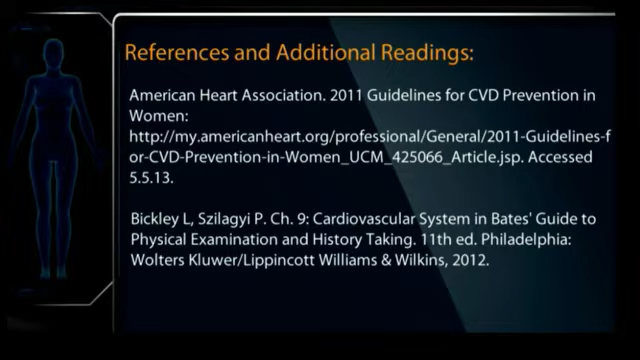 References and Additional Readings:
American Heart Association. 2011 Guidelines for CVD Prevention in
Women:
http://my.americanheart.org/professional/General/2011-Guidelines-f
or-CVD-Prevention-in-Women_UCM_425066_Article.jsp. Accessed
5.5.13.
Bickley L, Szilagyi P. Ch. 9: Cardiovascular System in Bates' Guide to
Physical Examination and History Taking. 11th ed. Philadelphia:
Wolters Kluwer/Lippincott Williams & Wilkins, 2012.